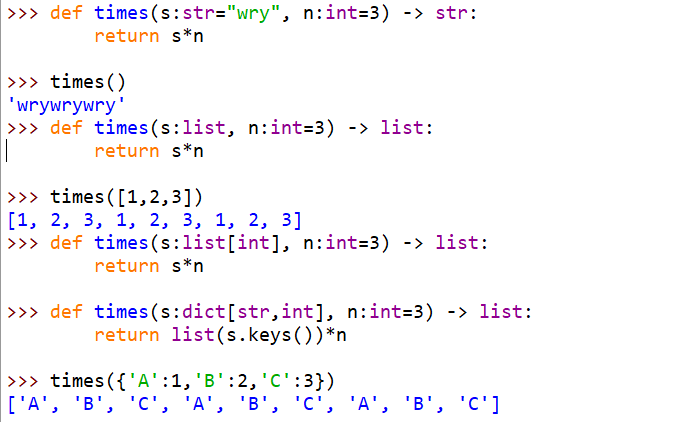 >>> def times(s:str="wry", n:int=3) -> str:
        return s*n
>>> times()
'wrywrywry'
>>> def times(s:list, n:int=3) -> list:
        return s*n
>>> times([1,2,3])
[1, 2, 3, 1, 2, 3, 1, 2, 3]
>>> def times(s:list[int], n:int=3) -> list:
        return s*n
>>> def times(s:dict[str,int], n:int=3) -> list:
        return list(s.keys())*n
>>> times({'A':1,'B':2,'C':3})
['A', 'B', 'C', 'A', 'B', 'C', 'A', 'B', 'C']